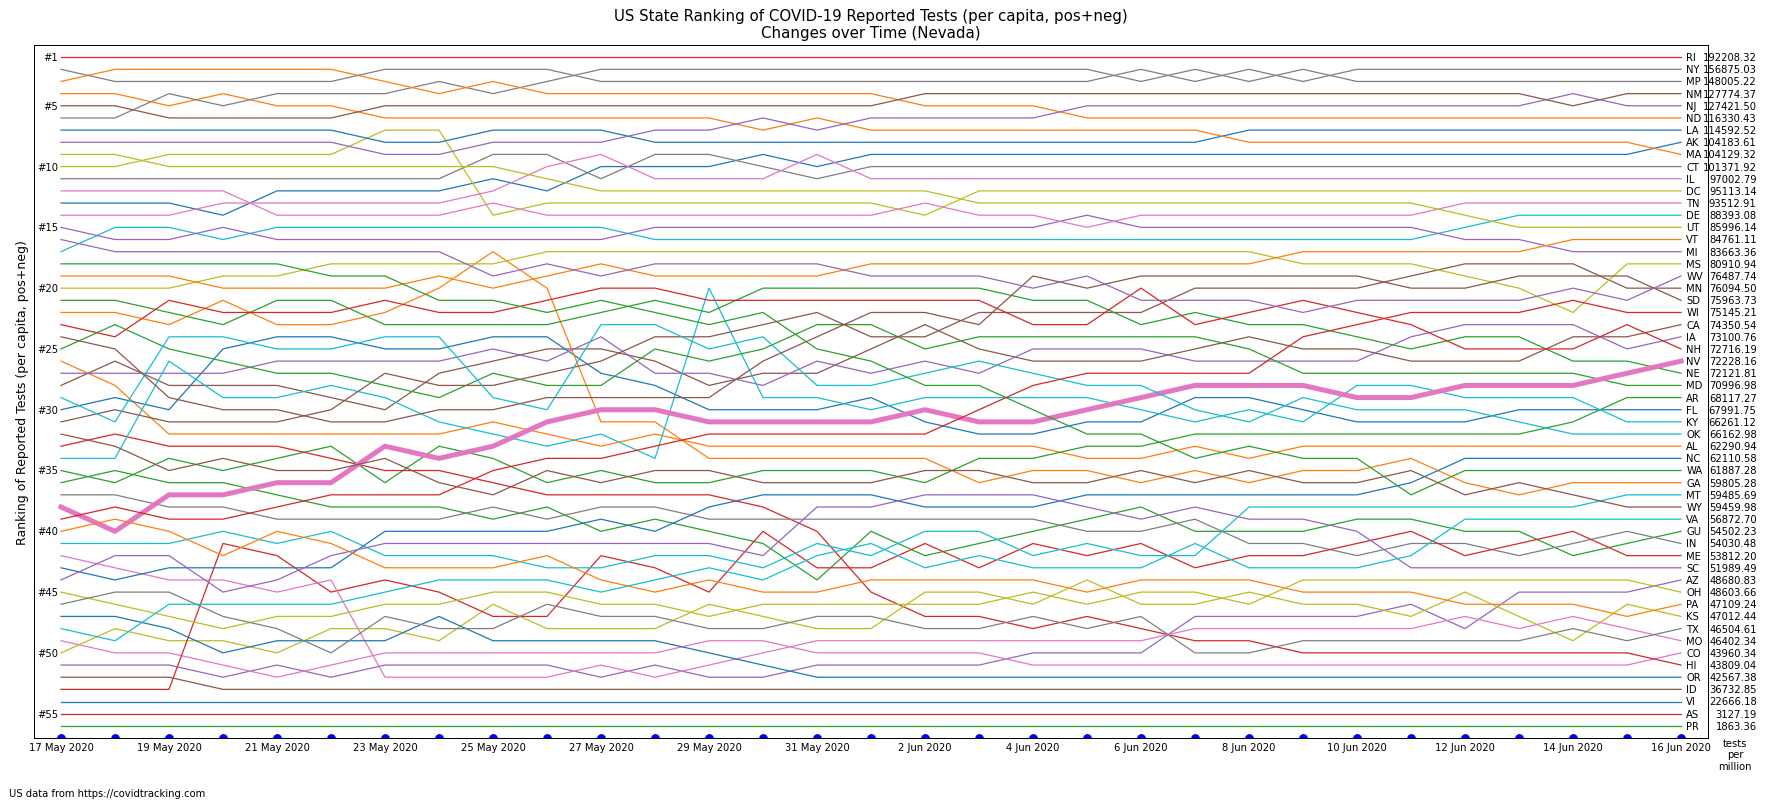 US State Ranking of COVID-19 Reported Tests (per capita, pos+neg)
Changes over Time (Nevada)
Ranking of Reported Tests (per capita, pos+neg)
#1
#5
#10
#15
#20
#25
#30
#35
#40
#45
#50
#55
RI 192208.32
NY 156875.03
MP 148005.22
NM 127774.37
NJ 127421.50
ND 116330.43
LA 114592.52
AK 104183.61
MA 104129.32
CT 101371.92
IL 97002.79
DC 95113.14
TN 93512.91
DE 88393.08
UT 85996.14
VT 84761.11
MI 83663.36
MS 80910.94
WV 76487.74
MN 76094.50
SD 75963.73
WI 75145.21
CA 74350.54
IA 73100.76
NH 72716.19
NV 72228.16
NE 72121.81
MD 70996.98
AR 68117.27
FL 67991.75
KY 66261.12
OK 66162.98
AL 62290.94
NC 62110.58
WA 61887.28
GA 59805.28
MT 59485.69
WY 59459.98
VA 56872.70
GU 54502.23
IN 54030.48
ME 53812.20
SC 51989.49
AZ 48680.83
OH 48603.66
PA 47109.24
KS 47012.44
TX 46504.61
MO 46402.34
CO 43960.34
HI 43809.04
OR 42567.38
ID 36732.85
VI 22666.18
AS 3127.19
PR 1863.36
17 May 2020 19 May 2020 21 May 2020 23 May 2020 25 May 2020 27 May 2020 29 May 2020 31 May 2020 2 Jun 2020 4 Jun 2020 6 Jun 2020 8 Jun 2020 10 Jun 2020 12 Jun 2020 14 Jun 2020 16 Jun 2020
tests
per
million
US data from https://covidtracking.com